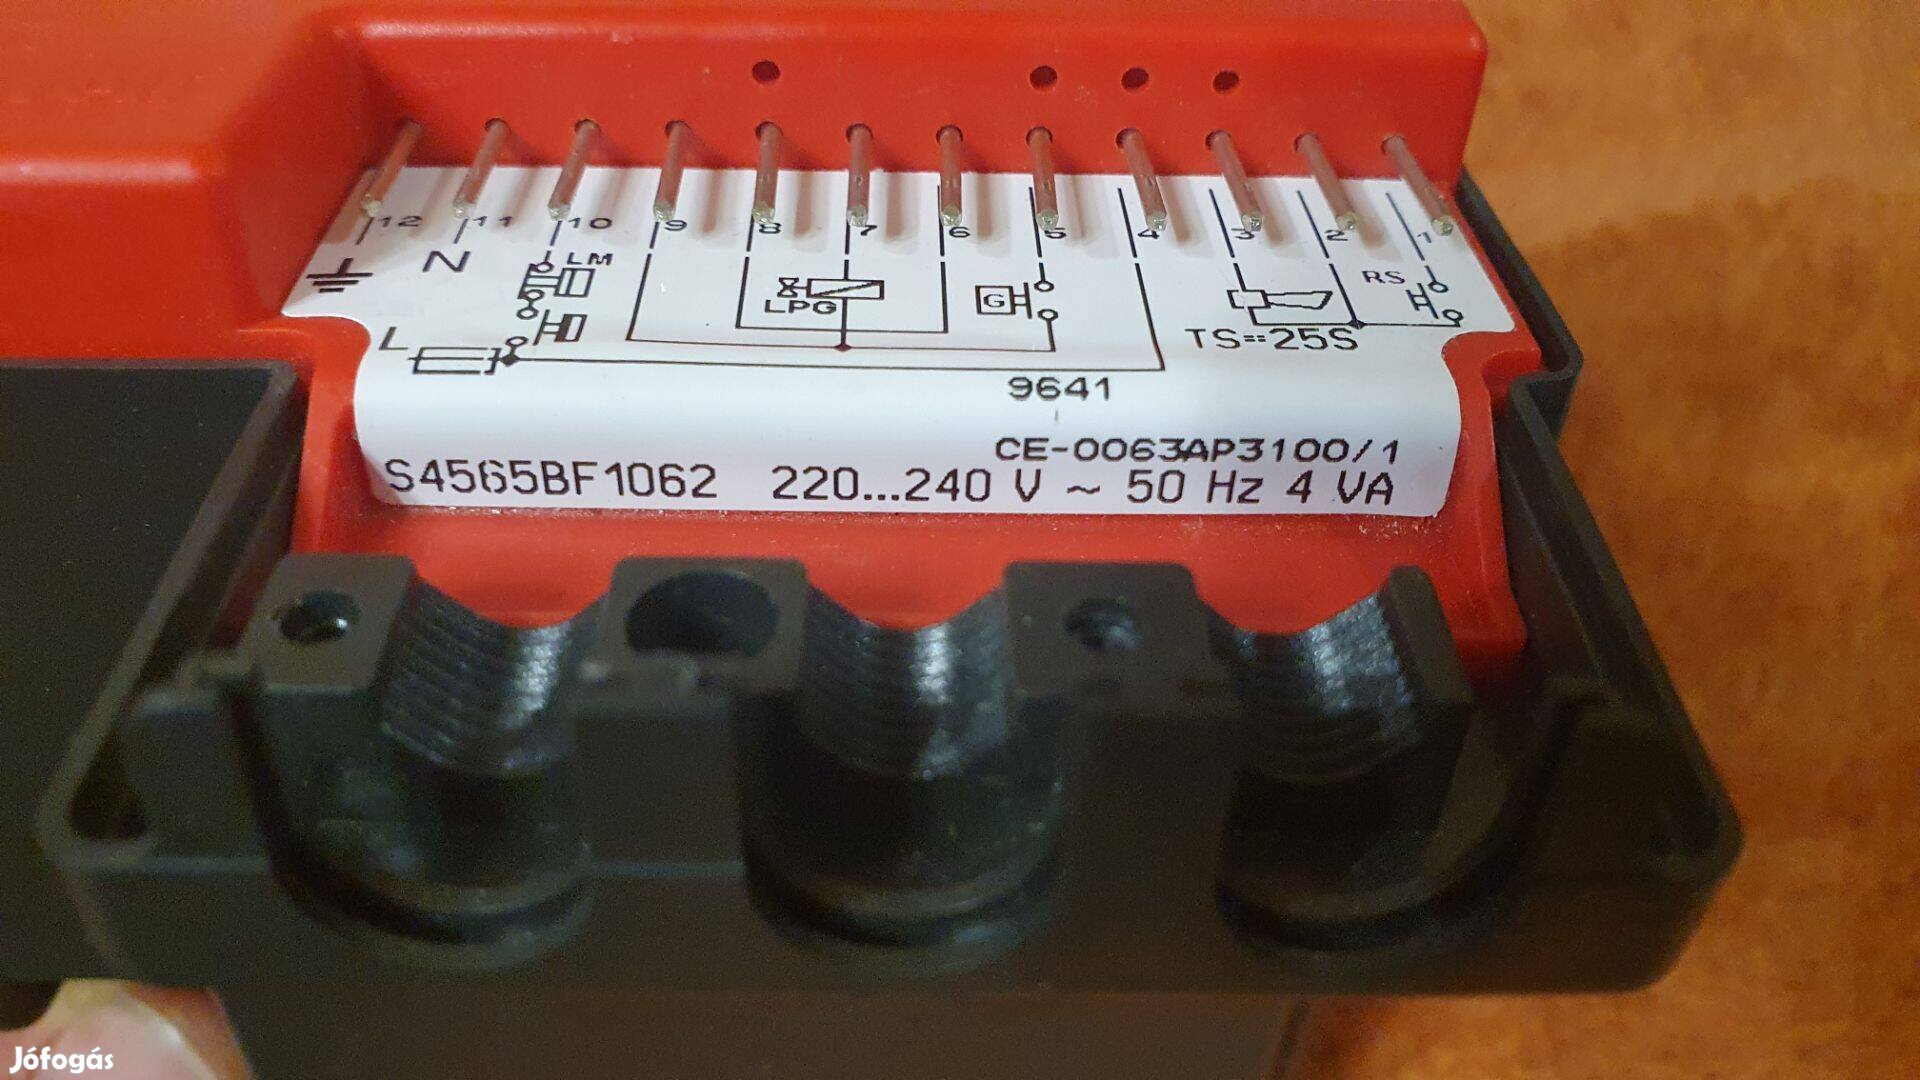 12 11 10 9 8 7 6 5 4 3 2 1
N LM RS
LPG G
L TS=25S
9641
CE-0063AP3100/1
S4565BF1062 220...240 V ~ 50 Hz 4 VA
Jófogás